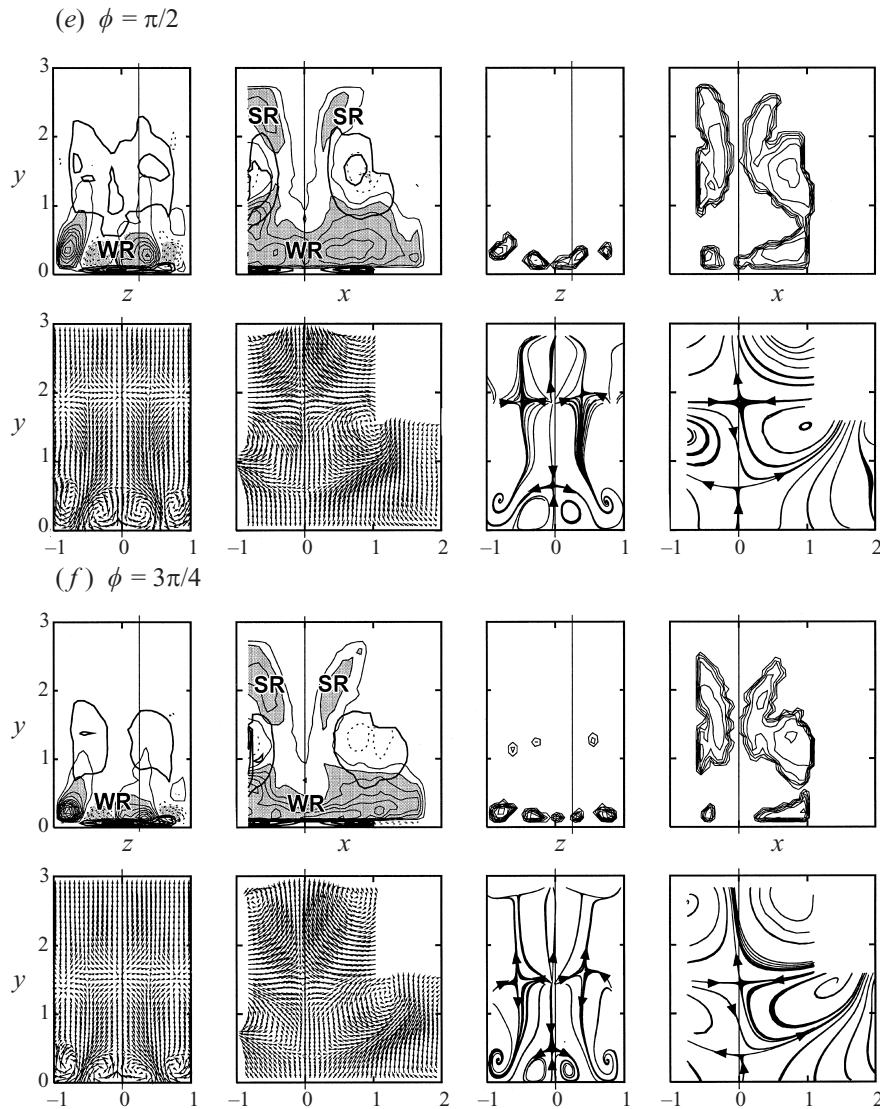 (e) ϕ = π/2
3
2
y
1
0
SR
SR
WR
WR
z
x
z
x
3
2
y
1
0
–1 0 1
–1 0 1 2
–1 0 1
–1 0 1 2
(f) ϕ = 3π/4
3
2
y
1
0
SR
SR
WR
WR
z
x
z
x
3
2
y
1
0
–1 0 1
–1 0 1 2
–1 0 1
–1 0 1 2